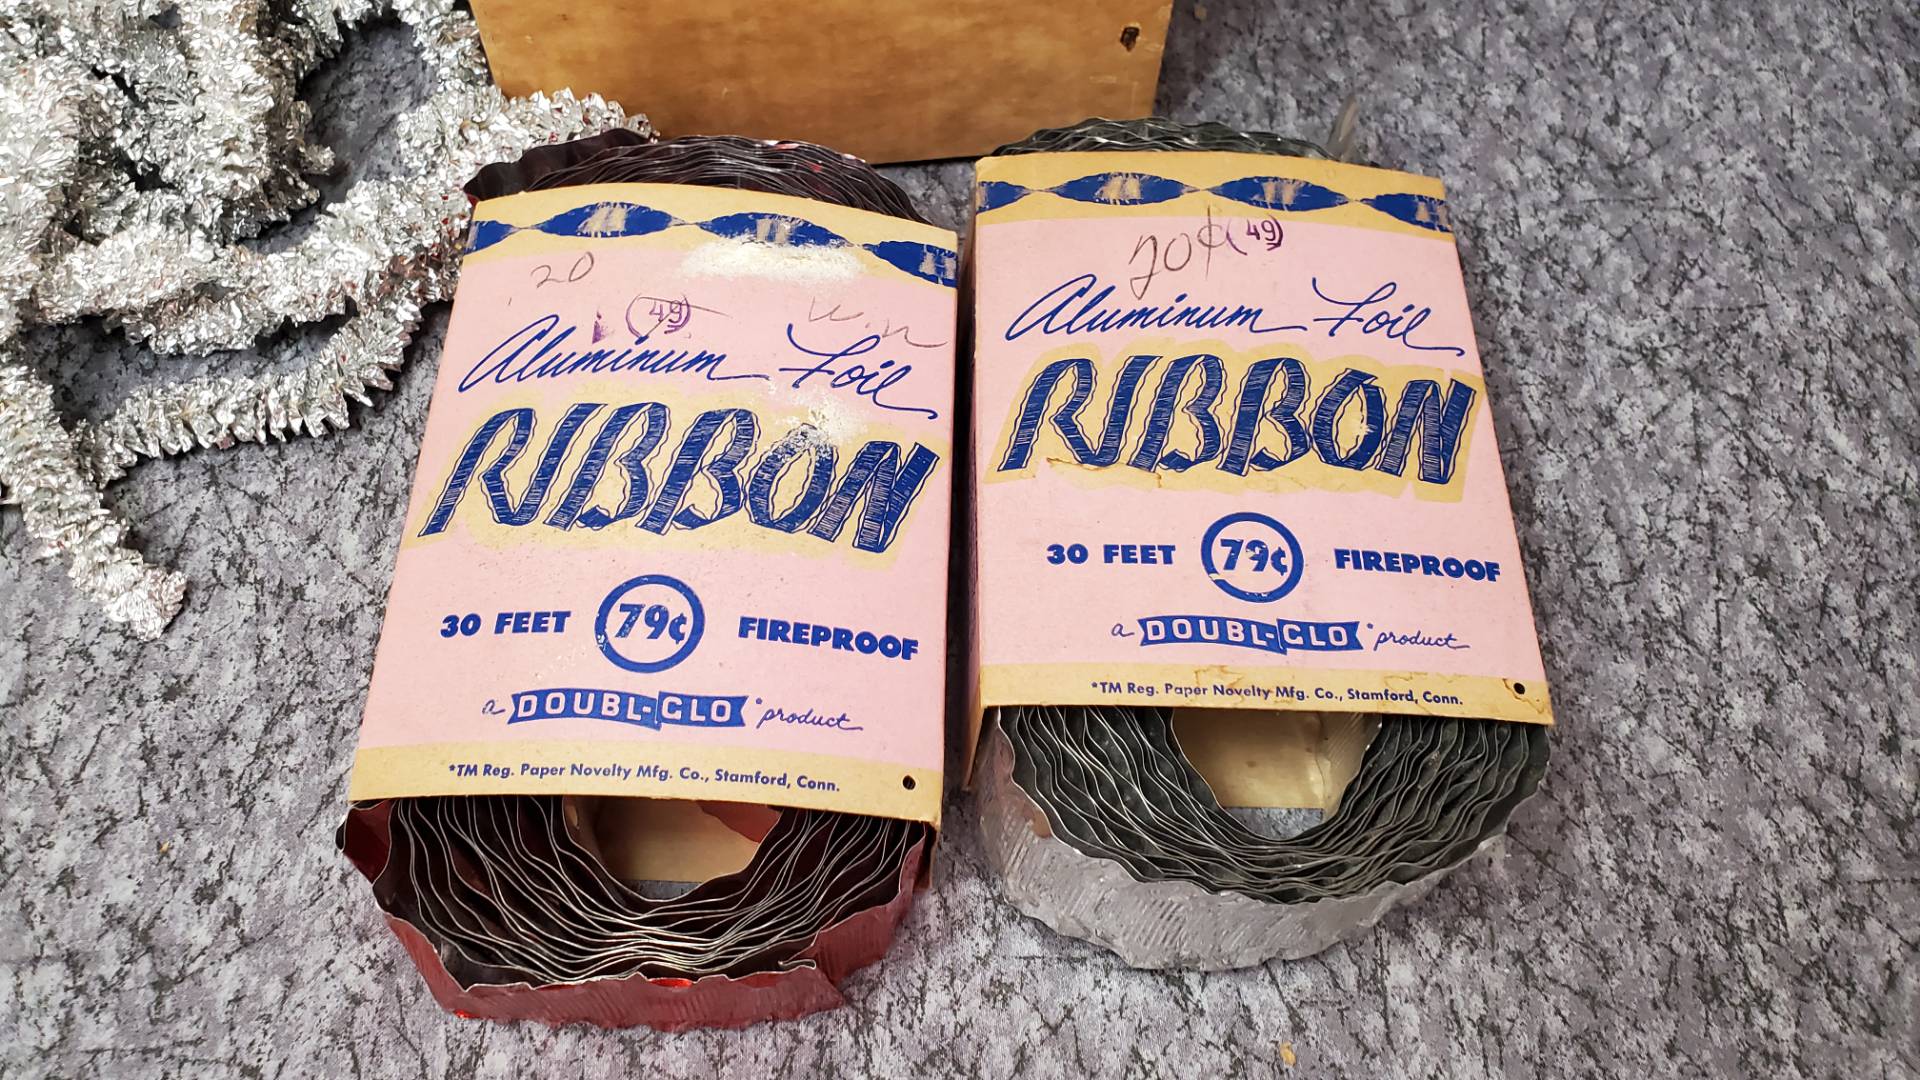 20
(49)
Aluminum Foil
RIBBON
30 FEET 79¢ FIREPROOF
a DOUBL-GLO* product
*TM Reg. Paper Novelty Mfg. Co., Stamford, Conn.
20¢ (49)
Aluminum Foil
RIBBON
30 FEET 79¢ FIREPROOF
a DOUBL-GLO* product
*TM Reg. Paper Novelty Mfg. Co., Stamford, Conn.